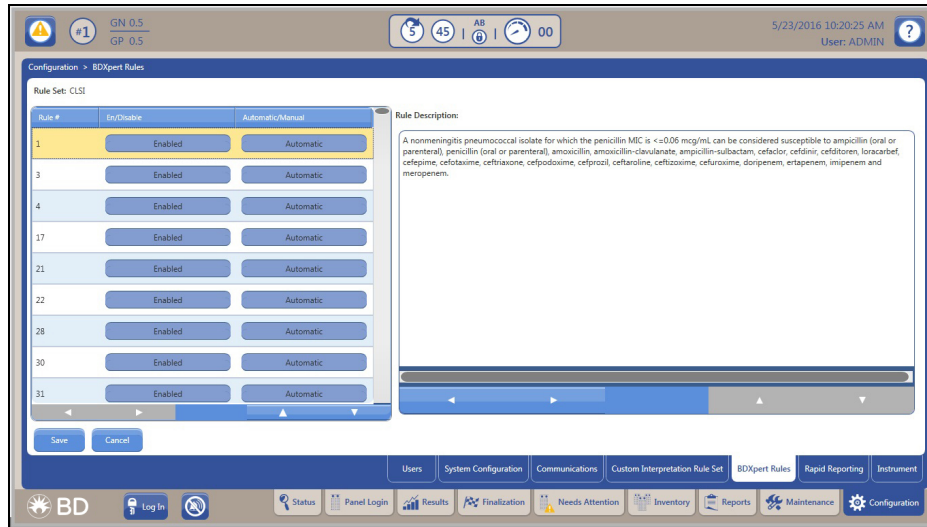 #1
GN 0.5
GP 0.5
5
45
AB
00
5/23/2016 10:20:25 AM
User: ADMIN
?
Configuration > BDXpert Rules
Rule Set: CLSI
Rule # En/Disable Automatic/Manual
1 Enabled Automatic
3 Enabled Automatic
4 Enabled Automatic
17 Enabled Automatic
21 Enabled Automatic
22 Enabled Automatic
28 Enabled Automatic
30 Enabled Automatic
31 Enabled Automatic
Rule Description:
A nonmeningitis pneumococcal isolate for which the penicillin MIC is <=0.06 mcg/mL can be considered susceptible to ampicillin (oral or
parenteral), penicillin (oral or parenteral), amoxicillin-clavulanate, ampicillin-sulbactam, cefaclor, cefdinir, cefditoren, loracarbef,
cefepime, cefotaxime, ceftriaxone, cefpodoxime, cefprozil, ceftaroline, ceftizoxime, cefuroxime, doripenem, ertapenem, imipenem and
meropenem.
Save Cancel
Users System Configuration Communications Custom Interpretation Rule Set BDXpert Rules Rapid Reporting Instrument
BD Log In Status Panel Login Results Finalization Needs Attention Inventory Reports Maintenance Configuration